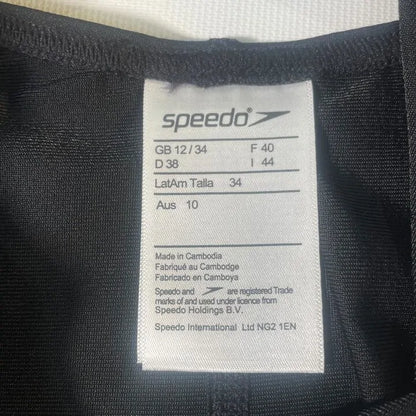 speedo®
GB 12 / 34 F 40
D 38 I 44
LatAm Talla 34
Aus 10
Made in Cambodia
Fabriqué au Cambodge
Fabricado en Camboya
Speedo and are registered Trade
marks of and used under licence from
Speedo Holdings B.V.
Speedo International Ltd NG2 1EN